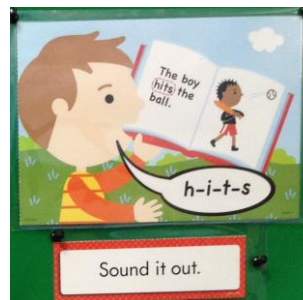 The boy
hits the
ball.
h-i-t-s
Sound it out.